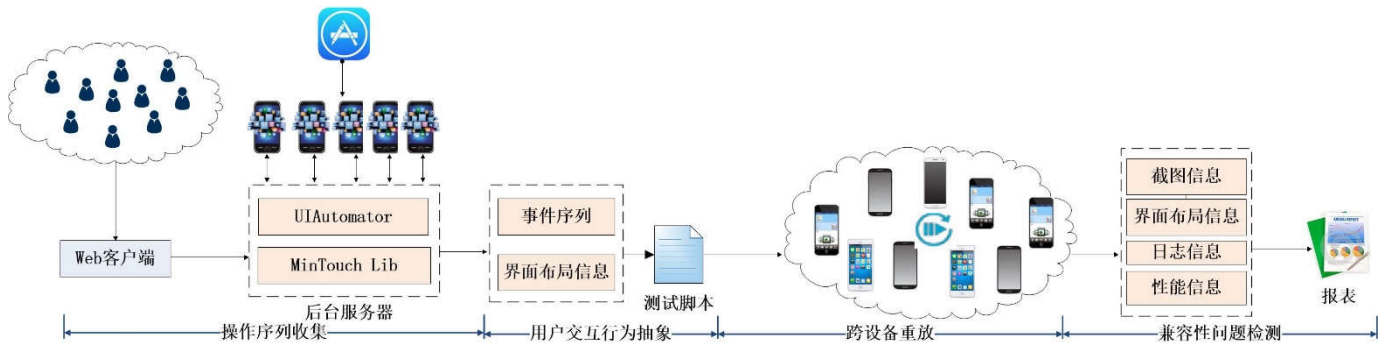 Web客户端
UIAutomator
MinTouch Lib
后台服务器
事件序列
界面布局信息
测试脚本
截图信息
界面布局信息
日志信息
性能信息
报表
操作序列收集
用户交互行为抽象
跨设备重放
兼容性问题检测